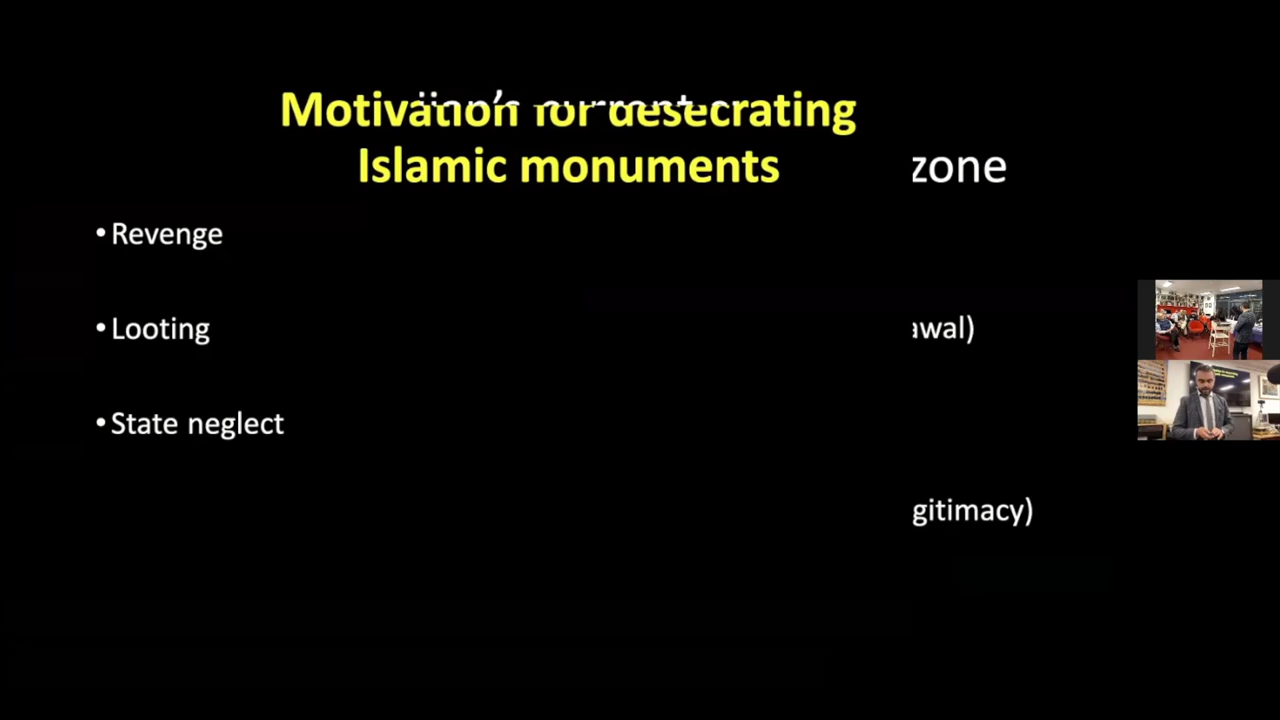 Motivation for desecrating
Islamic monuments
zone
• Revenge
• Looting
awal)
• State neglect
gitimacy)